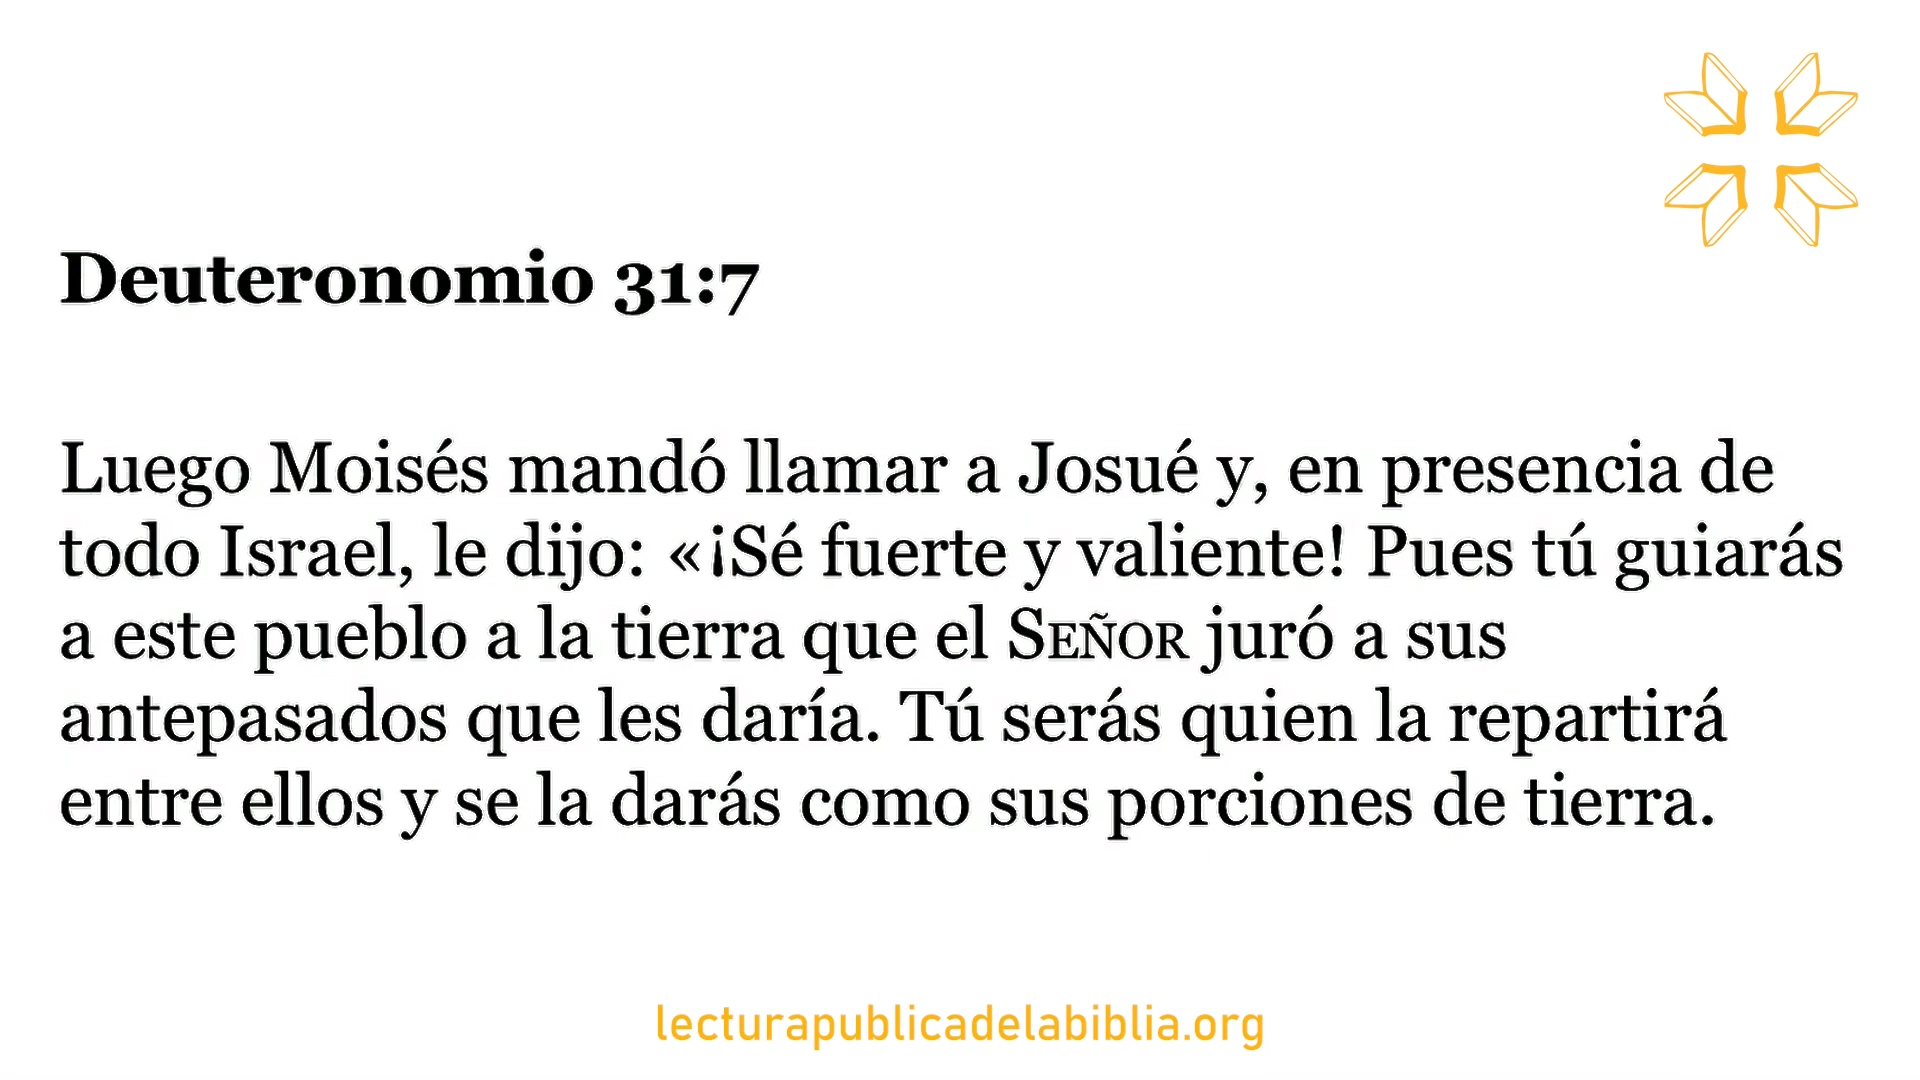 Deuteronomio 31:7
Luego Moisés mandó llamar a Josué y, en presencia de
todo Israel, le dijo: «¡Sé fuerte y valiente! Pues tú guiarás
a este pueblo a la tierra que el SEÑOR juró a sus
antepasados que les daría. Tú serás quien la repartirá
entre ellos y se la darás como sus porciones de tierra.
lecturapublicadelabiblia.org